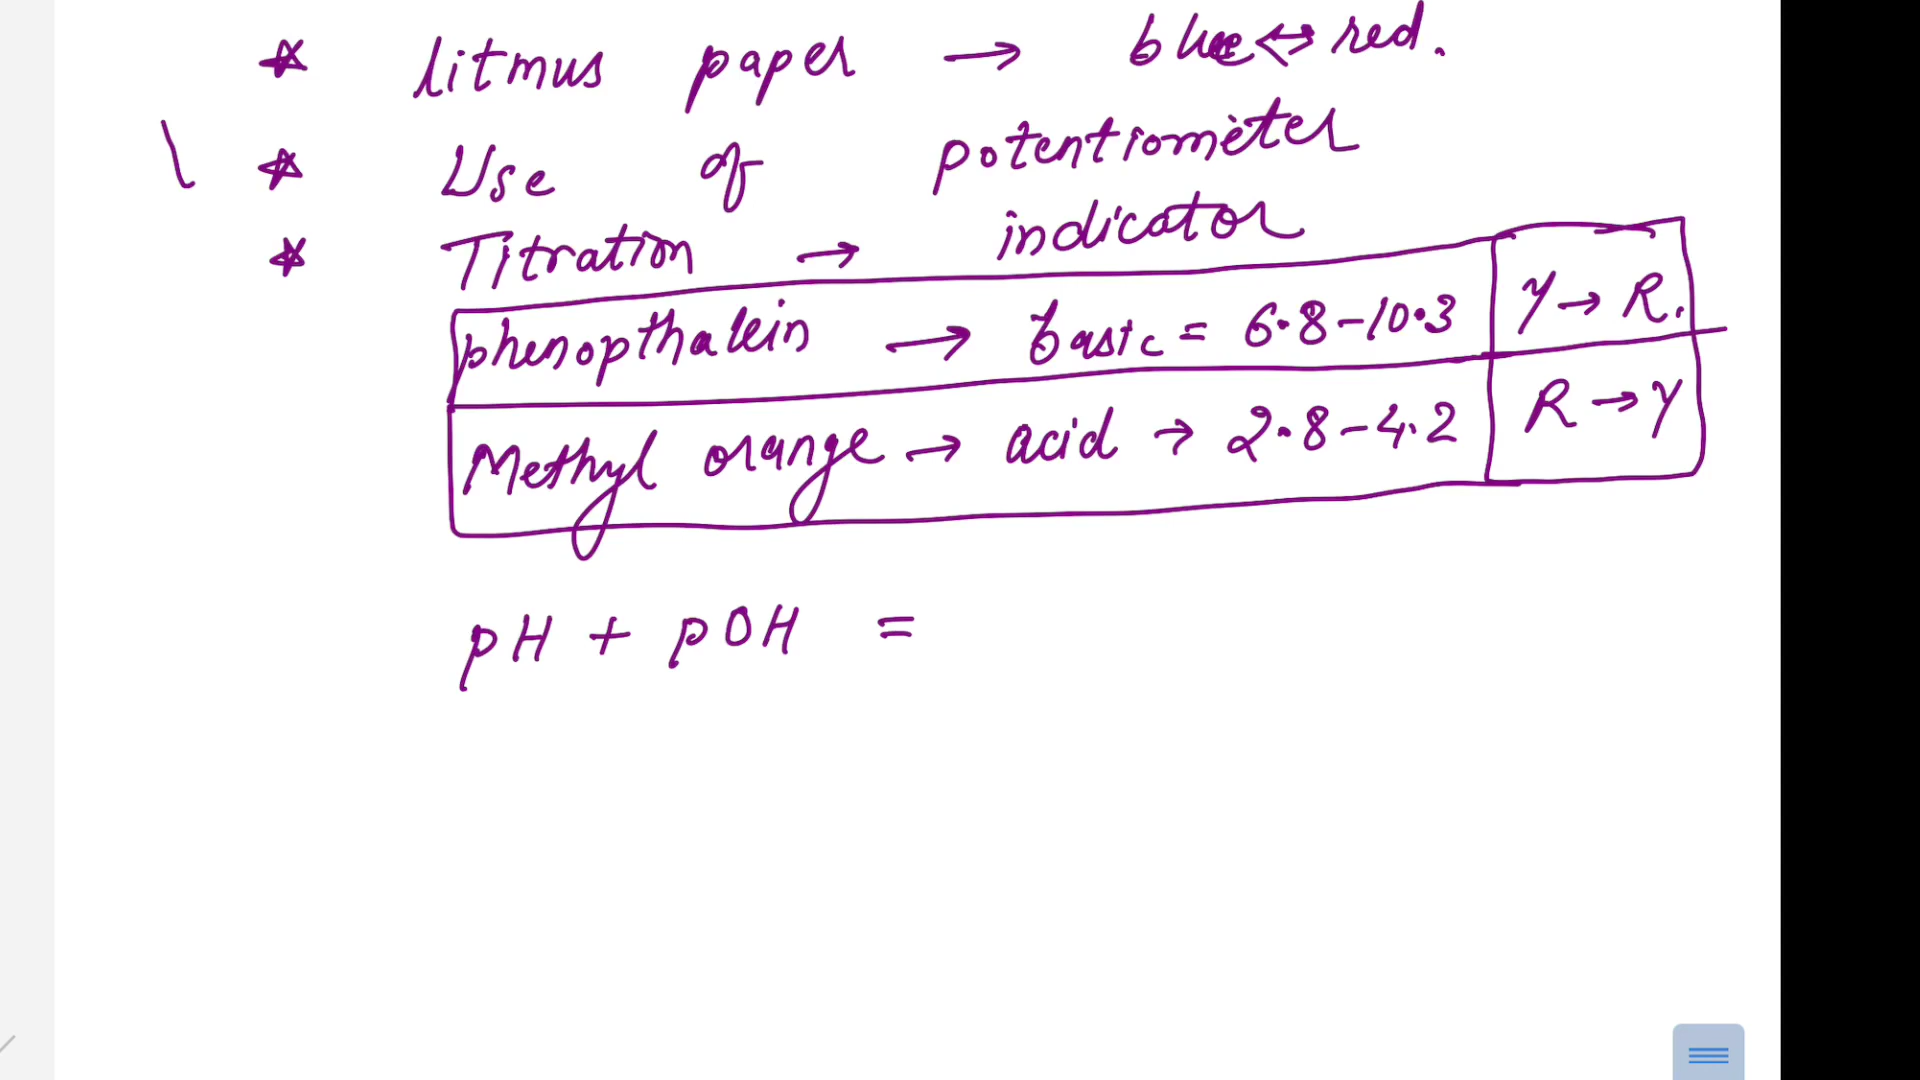 * litmus paper → blue ↔ red.
* Use of potentiometer
* Titration → indicator
phenopthalein → basic = 6.8-10.3 Y → R.
Methyl orange → acid → 2.8-4.2 R → Y
pH + pOH =